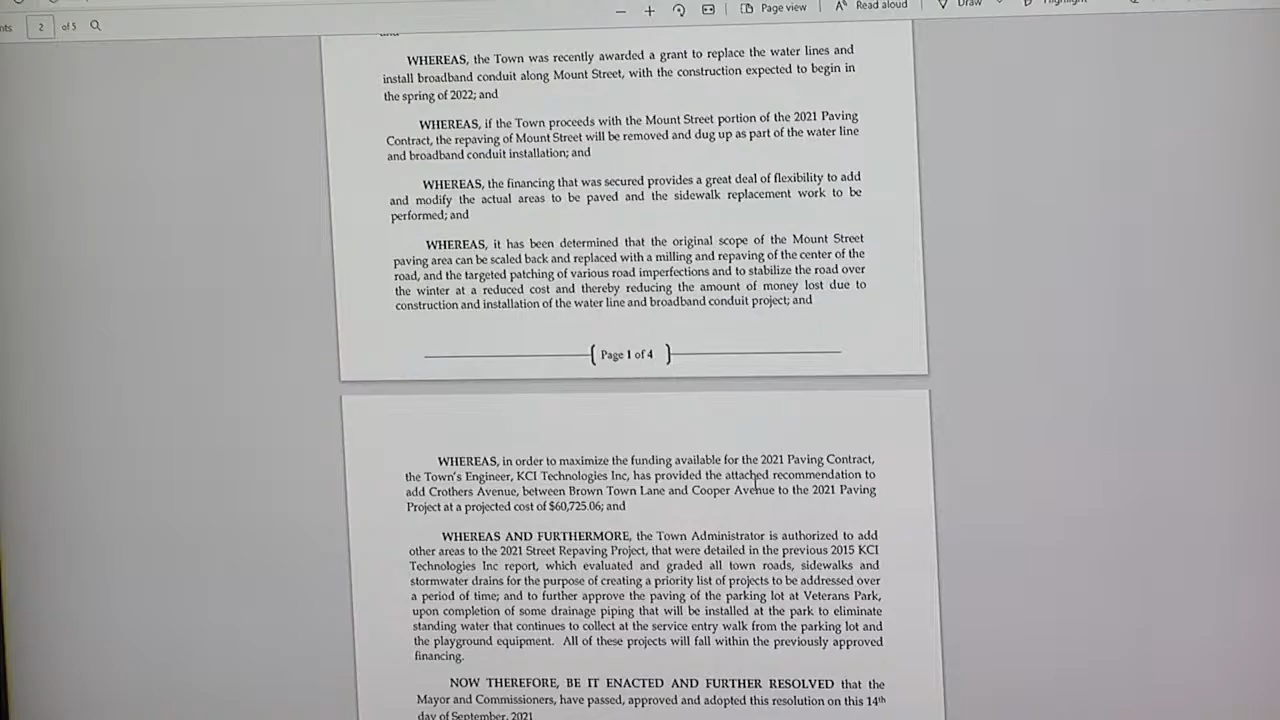 2 of 5
Page view
Read aloud
Draw
WHEREAS, the Town was recently awarded a grant to replace the water lines and
install broadband conduit along Mount Street, with the construction expected to begin in
the spring of 2022; and
WHEREAS, if the Town proceeds with the Mount Street portion of the 2021 Paving
Contract, the repaving of Mount Street will be removed and dug up as part of the water line
and broadband conduit installation; and
WHEREAS, the financing that was secured provides a great deal of flexibility to add
and modify the actual areas to be paved and the sidewalk replacement work to be
performed; and
WHEREAS, it has been determined that the original scope of the Mount Street
paving area can be scaled back and replaced with a milling and repaving of the center of the
road, and the targeted patching of various road imperfections and to stabilize the road over
the winter at a reduced cost and thereby reducing the amount of money lost due to
construction and installation of the water line and broadband conduit project; and
Page 1 of 4
WHEREAS, in order to maximize the funding available for the 2021 Paving Contract,
the Town's Engineer, KCI Technologies Inc, has provided the attached recommendation to
add Crothers Avenue, between Brown Town Lane and Cooper Avenue to the 2021 Paving
Project at a projected cost of $60,725.06; and
WHEREAS AND FURTHERMORE, the Town Administrator is authorized to add
other areas to the 2021 Street Repaving Project, that were detailed in the previous 2015 KCI
Technologies Inc report, which evaluated and graded all town roads, sidewalks and
stormwater drains for the purpose of creating a priority list of projects to be addressed over
a period of time; and to further approve the paving of the parking lot at Veterans Park,
upon completion of some drainage piping that will be installed at the park to eliminate
standing water that continues to collect at the service entry walk from the parking lot and
the playground equipment. All of these projects will fall within the previously approved
financing.
NOW THEREFORE, BE IT ENACTED AND FURTHER RESOLVED that the
Mayor and Commissioners, have passed, approved and adopted this resolution on this 14th
day of September, 2021